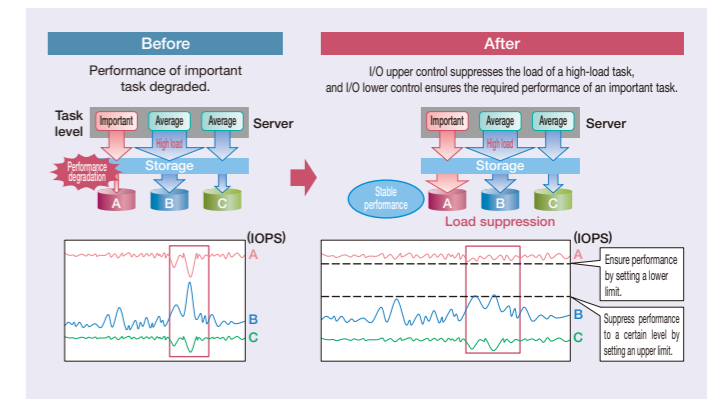 Before
Performance of important
task degraded.
Task
level
Important
Average
Average
Server
High load
Performance
degradation
Storage
A
B
C
(IOPS)
A
B
C
After
I/O upper control suppresses the load of a high-load task,
and I/O lower control ensures the required performance of an important task.
Task
level
Important
Average
Average
Server
High load
Storage
Stable
performance
A
B
C
Load suppression
(IOPS)
A
B
C
Ensure performance
by setting a lower
limit.
Suppress performance
to a certain level by
setting an upper limit.